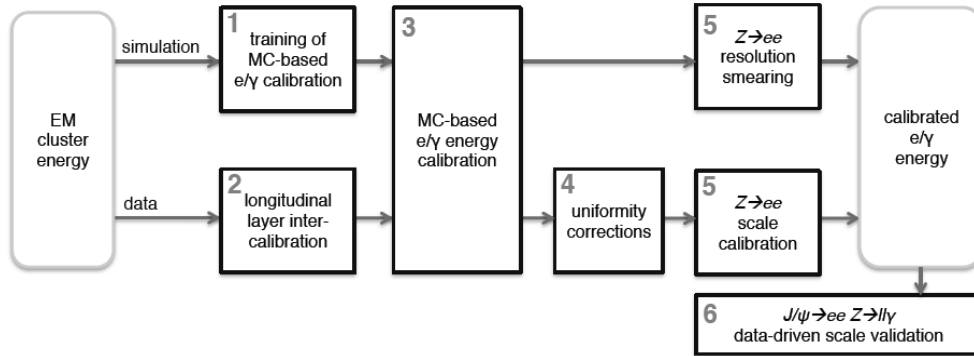 EM
cluster
energy
simulation
data
1
training of
MC-based
e/γ calibration
2
longitudinal
layer inter-
calibration
3
MC-based
e/γ energy
calibration
4
uniformity
corrections
5
Z→ee
resolution
smearing
5
Z→ee
scale
calibration
calibrated
e/γ
energy
6
J/ψ→ee Z→llγ
data-driven scale validation